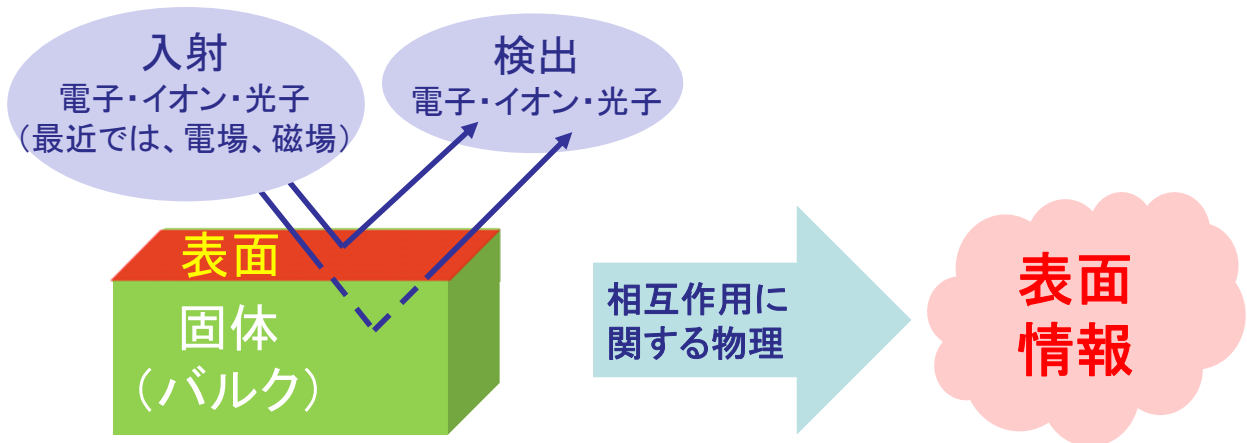 入射
電子・イオン・光子
（最近では、電場、磁場）
検出
電子・イオン・光子
表面
固体
（バルク）
相互作用に
関する物理
表面
情報